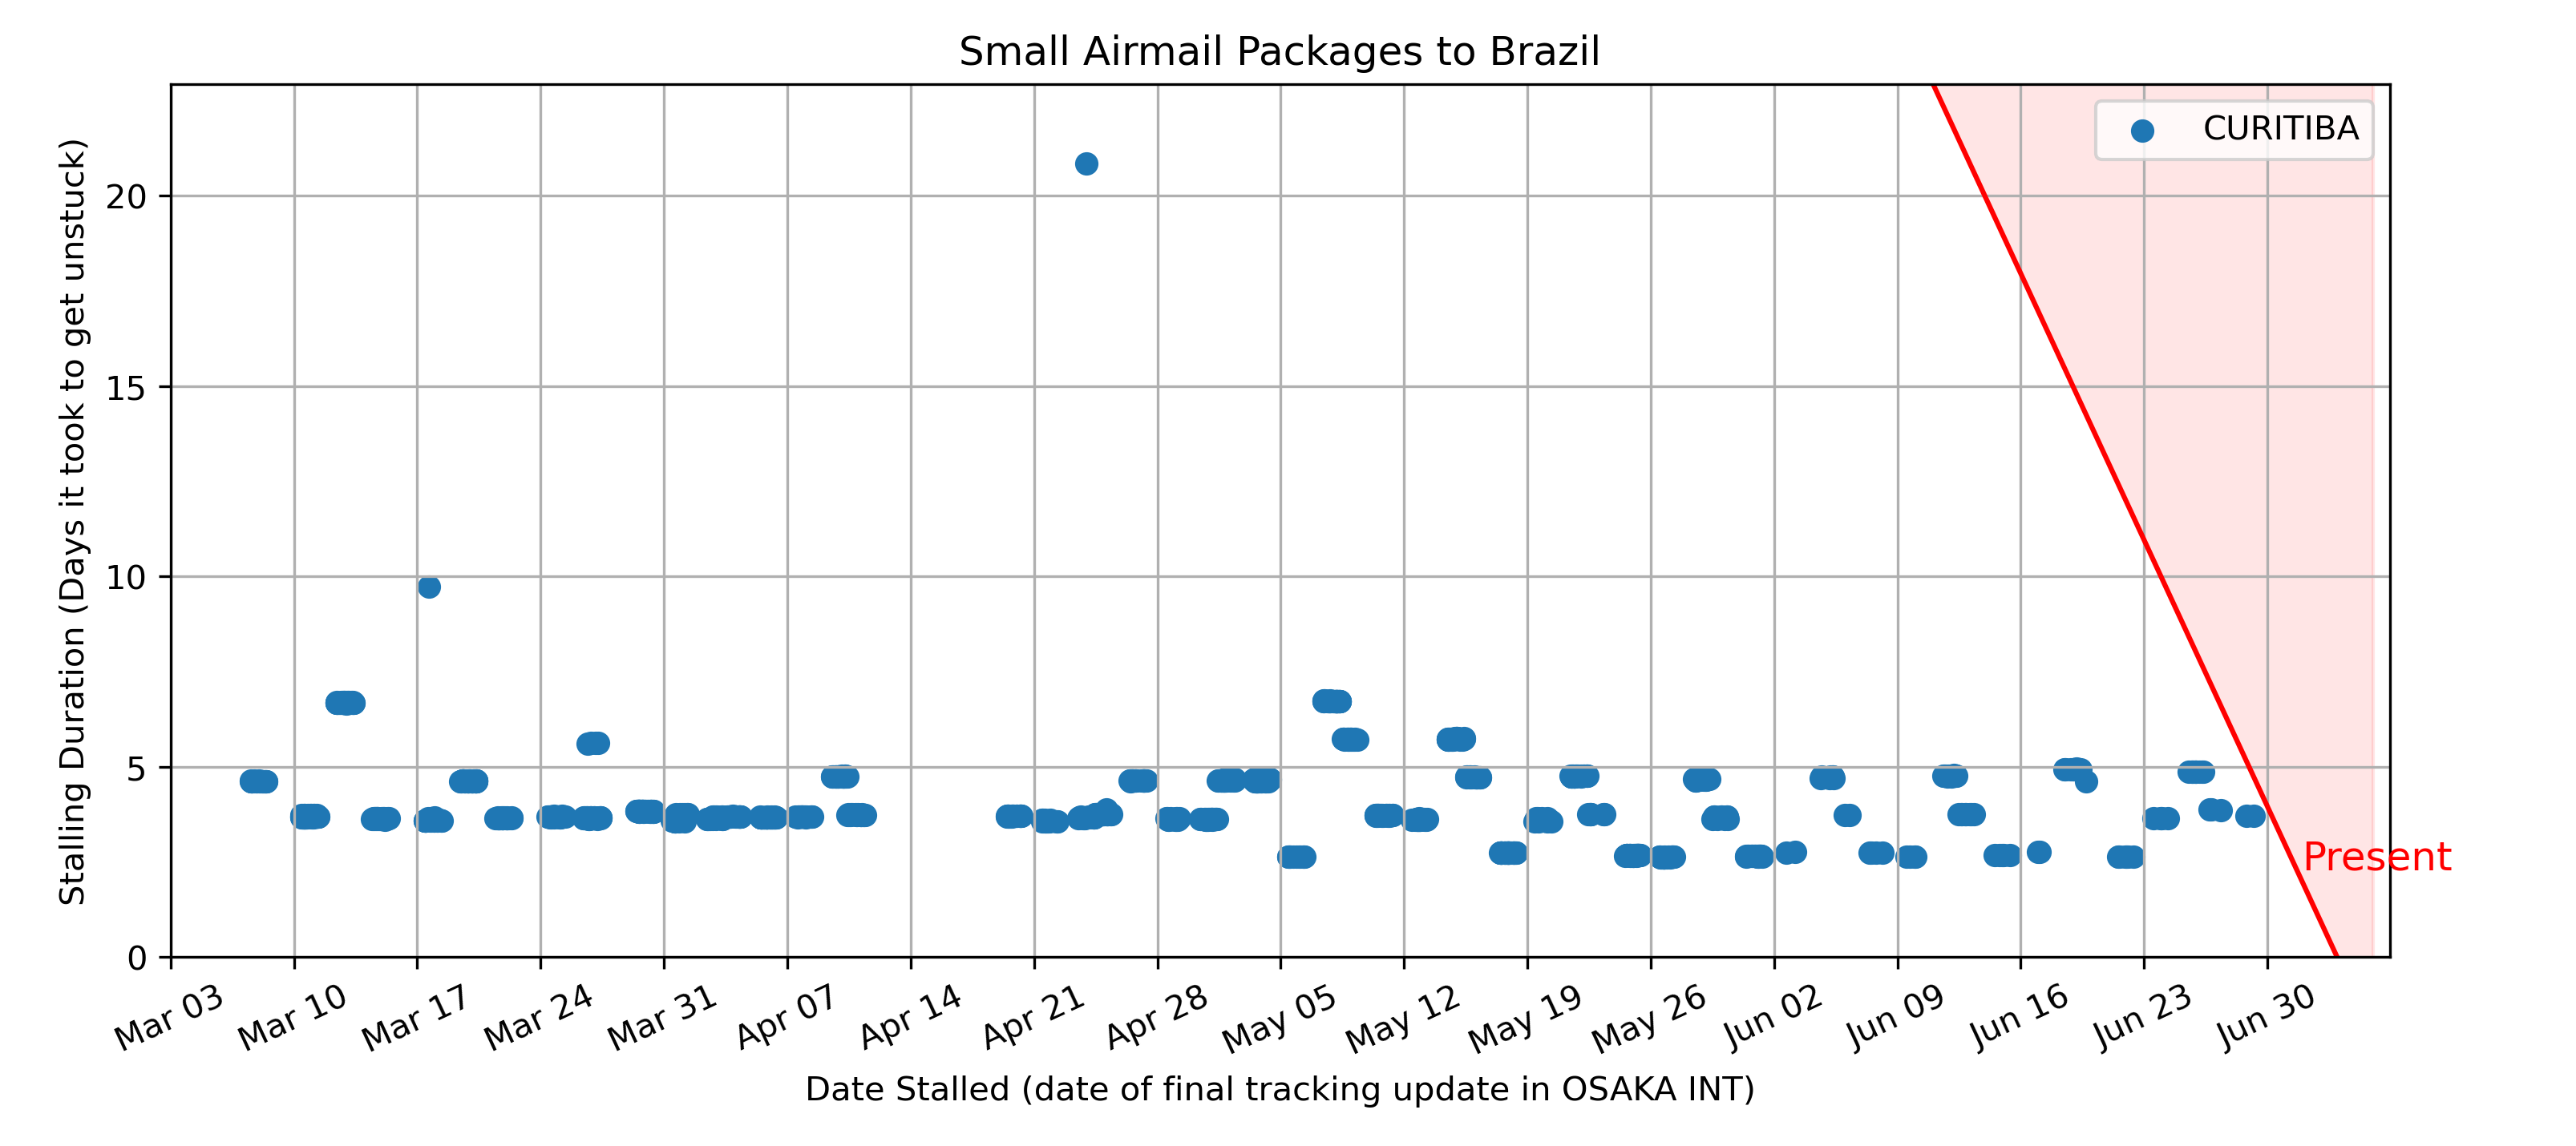 Small Airmail Packages to Brazil
CURITIBA
Stalling Duration (Days it took to get unstuck)
20
15
10
5
0
Present
Mar 03
Mar 10
Mar 17
Mar 24
Mar 31
Apr 07
Apr 14
Apr 21
Apr 28
May 05
May 12
May 19
May 26
Jun 02
Jun 09
Jun 16
Jun 23
Jun 30
Date Stalled (date of final tracking update in OSAKA INT)